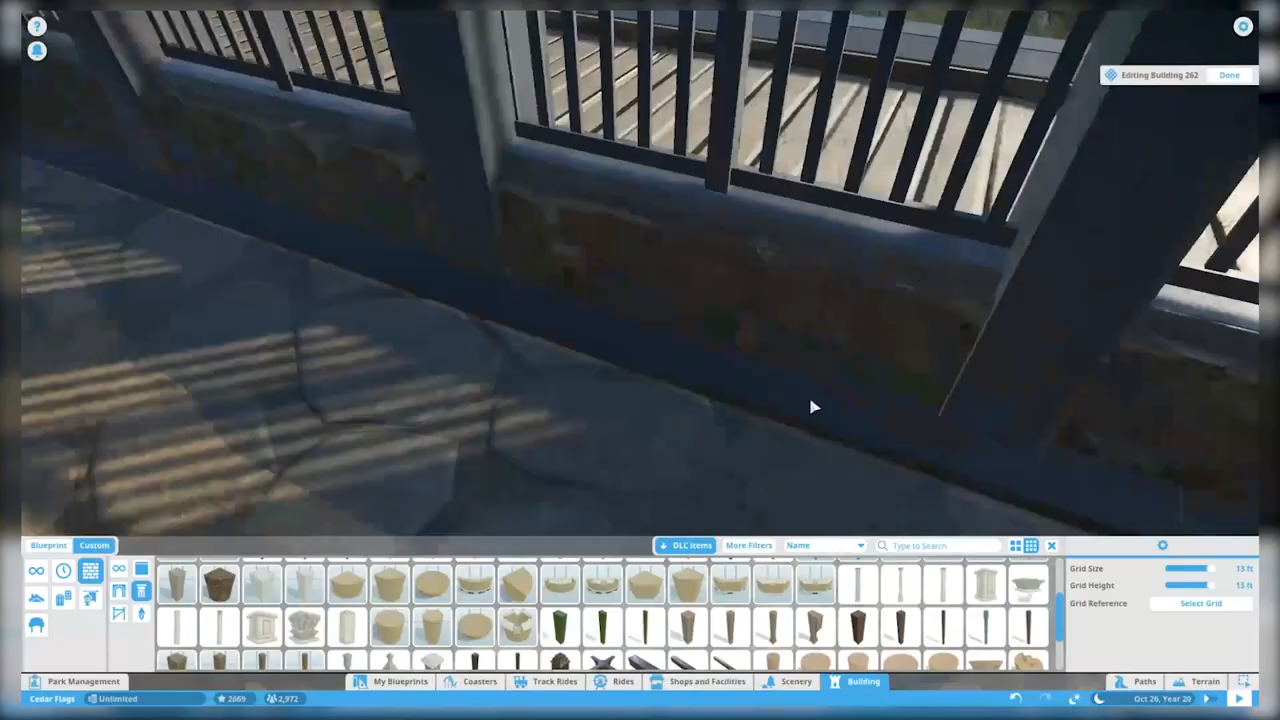 ?
Editing Building 262 Done
Blueprint Custom
DLC Items More Filters Name Type to Search
Grid Size 13 ft
Grid Height 13 ft
Grid Reference Select Grid
Park Management My Blueprints Coasters Track Rides Rides Shops and Facilities Scenery Building Paths Terrain
Cedar Flags Unlimited 2069 2,972 Oct 26, Year 20